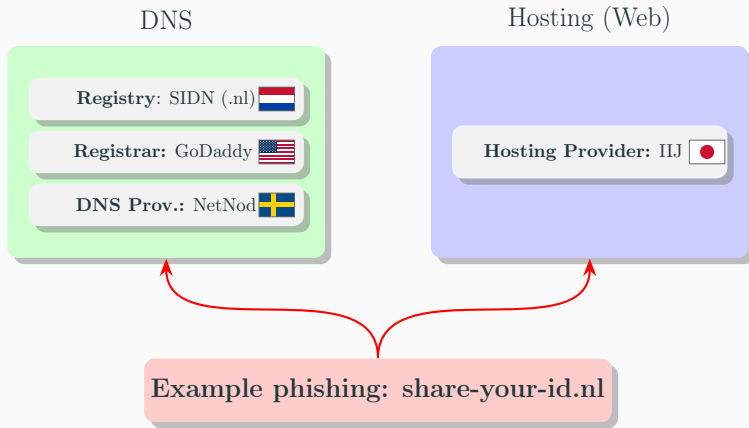 DNS
Hosting (Web)
Registry: SIDN (.nl)
Registrar: GoDaddy
DNS Prov.: NetNod
Hosting Provider: IIJ
Example phishing: share-your-id.nl